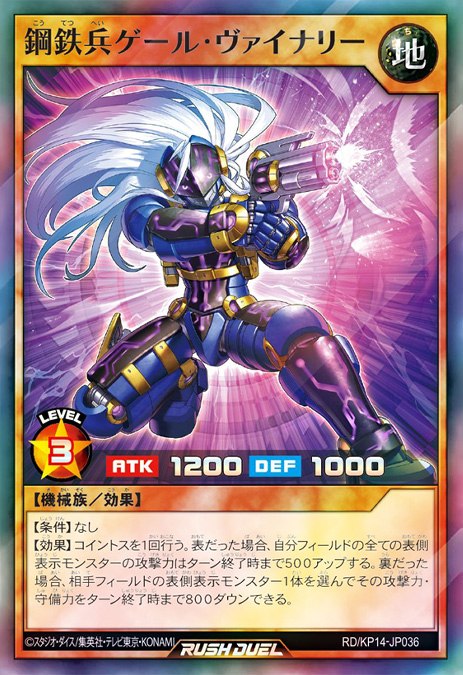 鋼鉄兵ゲール・ヴァイナリー
こうてつへい
地
LEVEL
3
ATK 1200 DEF 1000
【機械族/効果】
【条件】なし
【効果】コイントスを1回行う。表だった場合、自分フィールドの全ての表側
表示モンスターの攻撃力はターン終了時まで500アップする。裏だった
場合、相手フィールドの表側表示モンスター1体を選んでその攻撃力・
守備力をターン終了時まで800ダウンできる。
©スタジオ・ダイス/集英社・テレビ東京・KONAMI
RUSH DUEL
RD/KP14-JP036